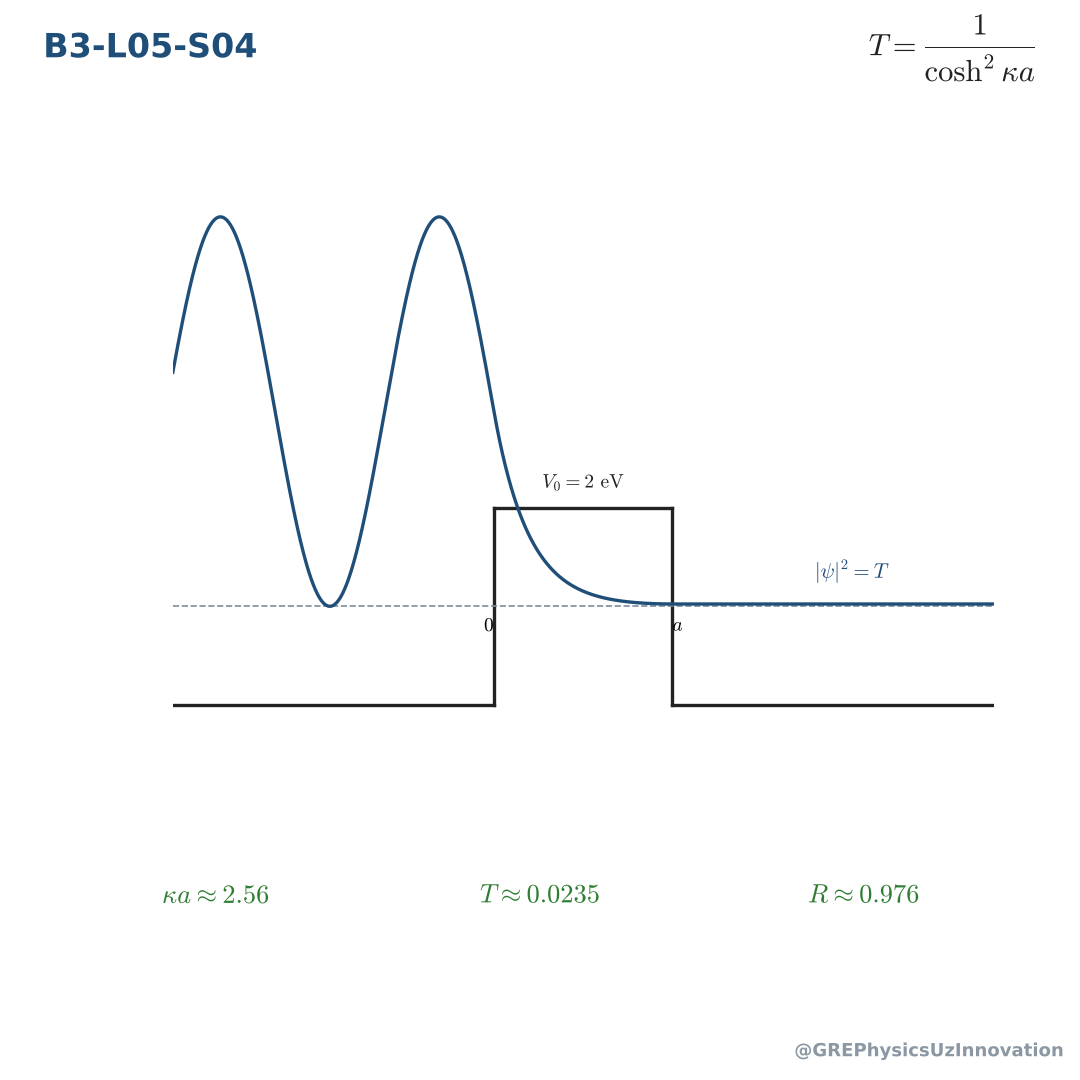 B3-L05-S04
T = 1 / cosh² κa
V₀ = 2 eV
|ψ|² = T
0
a
κa ≈ 2.56
T ≈ 0.0235
R ≈ 0.976
@GREPhysicsUzInnovation